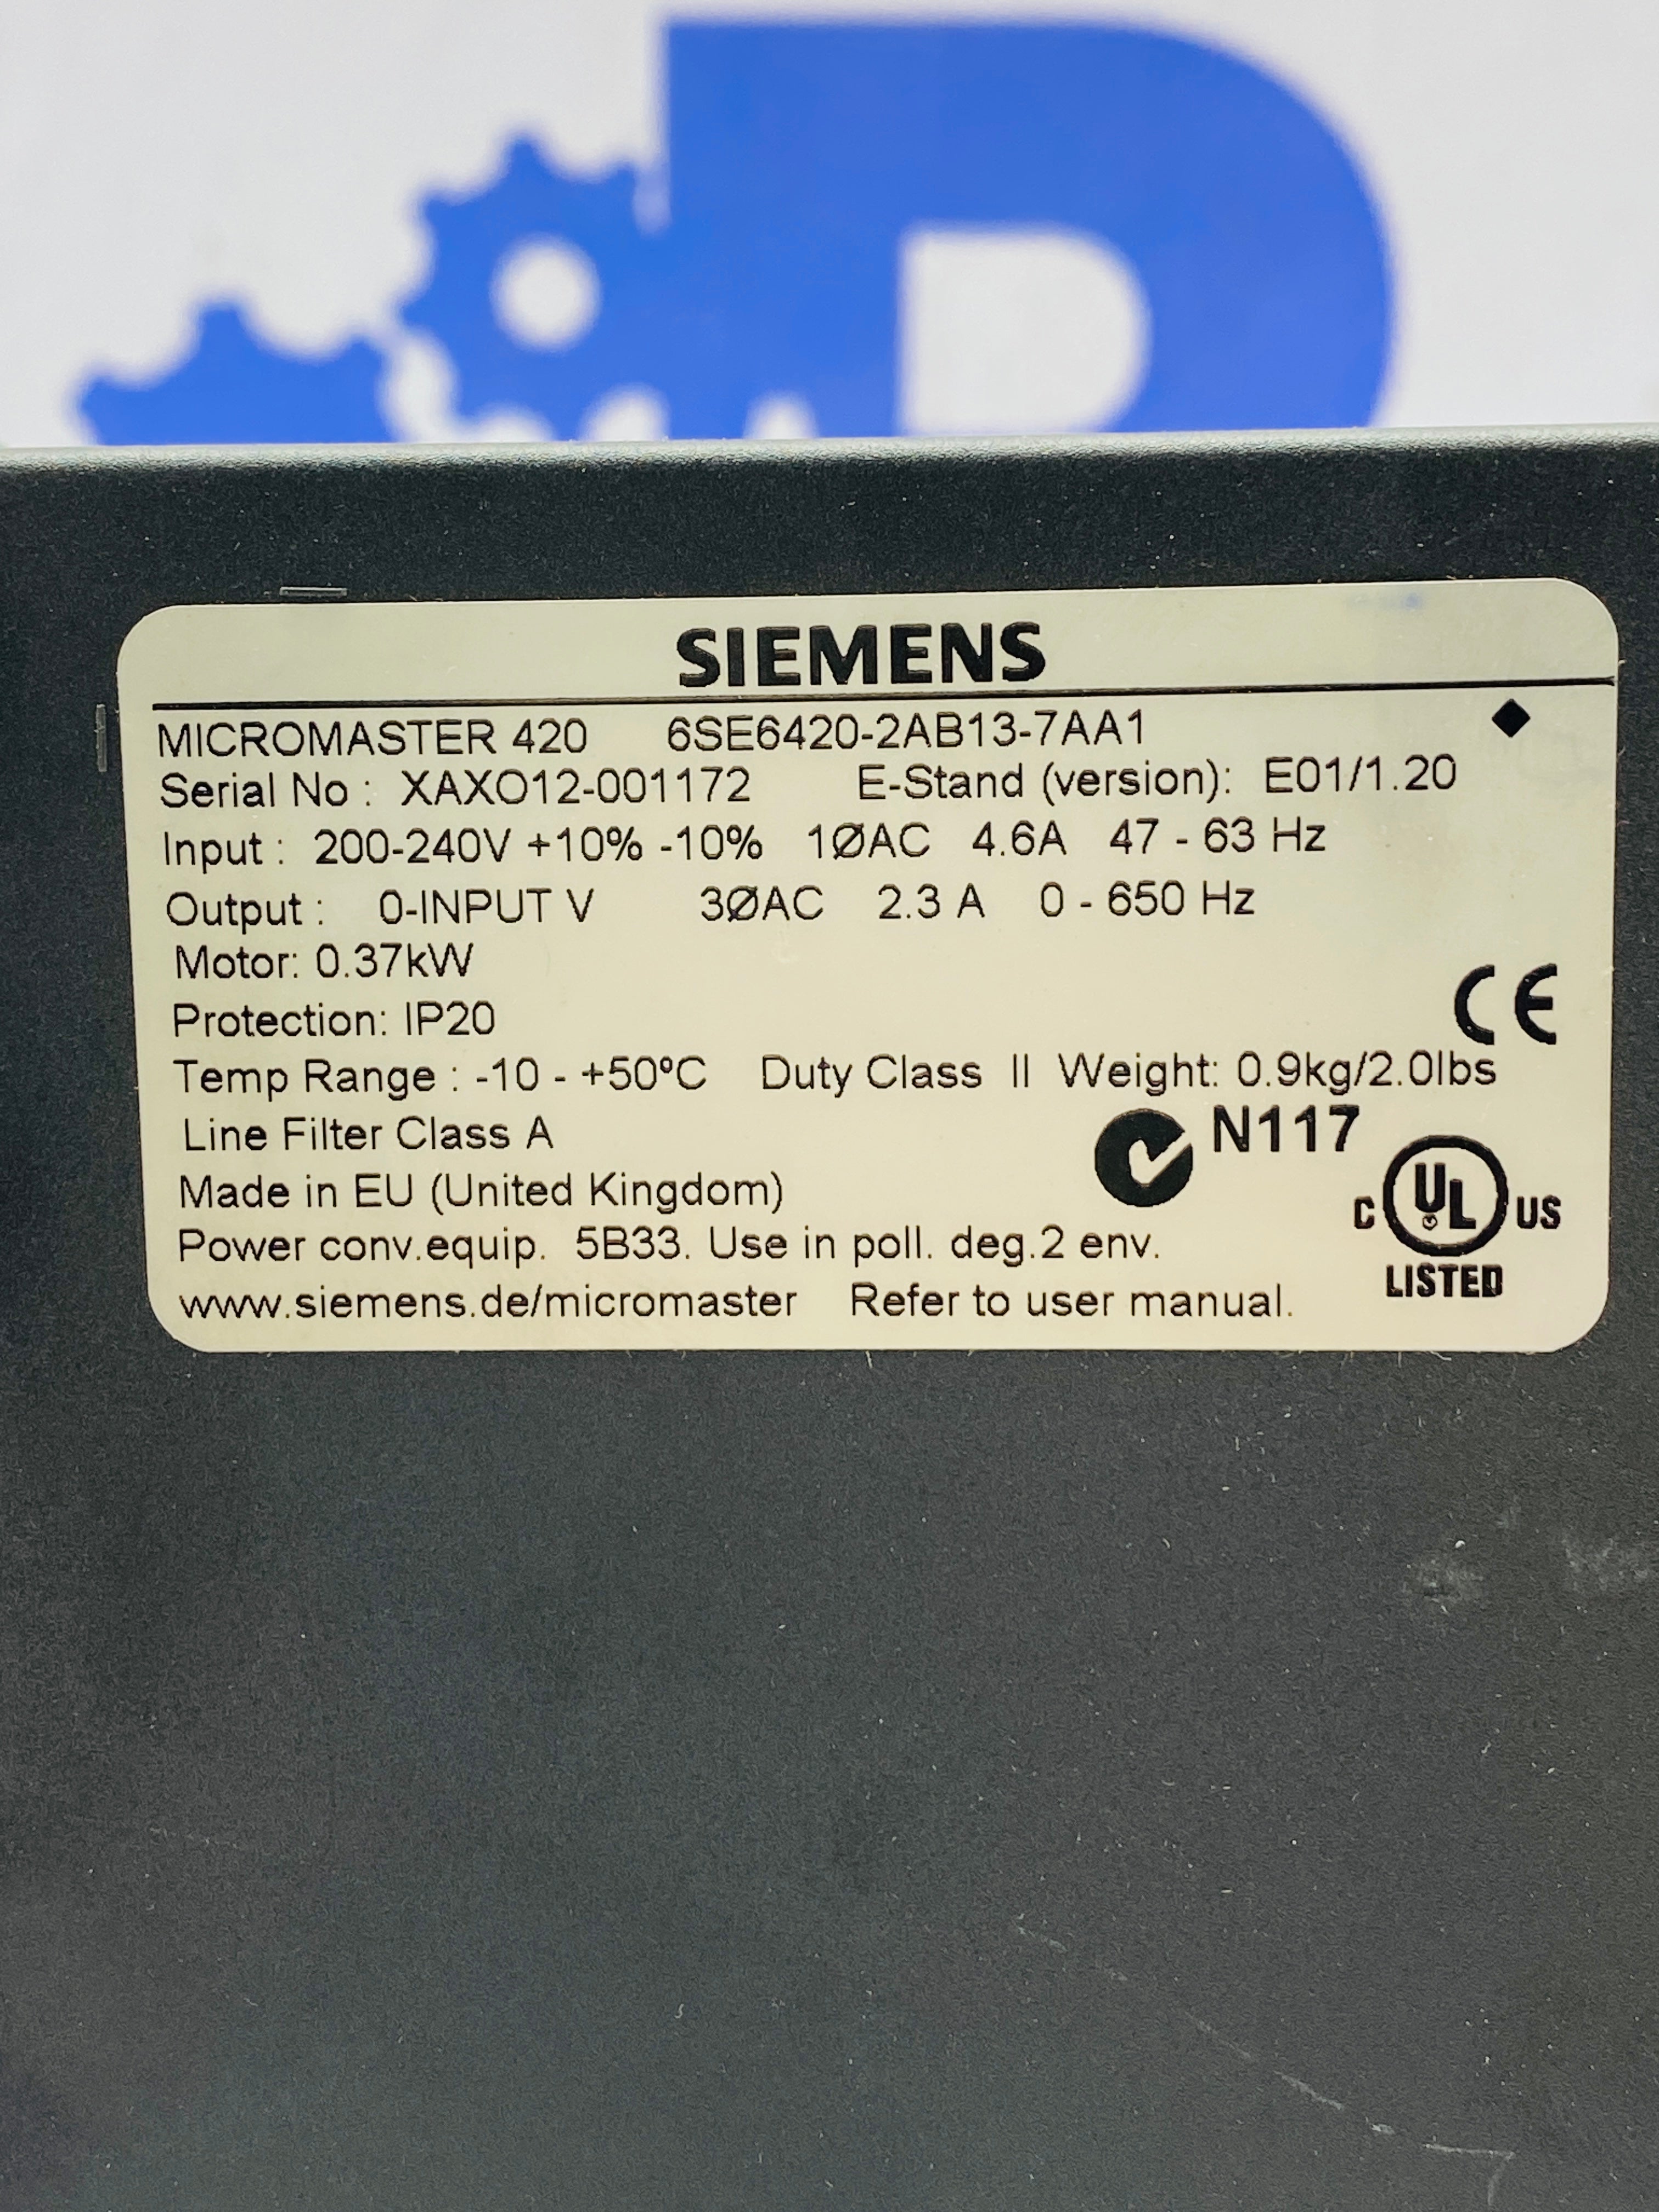 SIEMENS
MICROMASTER 420 6SE6420-2AB13-7AA1
Serial No : XAXO12-001172 E-Stand (version): E01/1.20
Input : 200-240V +10% -10% 1ØAC 4.6A 47 - 63 Hz
Output : 0-INPUT V 3ØAC 2.3 A 0 - 650 Hz
Motor: 0.37kW
CE
Protection: IP20
Temp Range : -10 - +50ºC Duty Class II Weight: 0.9kg/2.0lbs
Line Filter Class A N117
Made in EU (United Kingdom) C UL US
Power conv.equip. 5B33. Use in poll. deg.2 env.
LISTED
www.siemens.de/micromaster Refer to user manual.